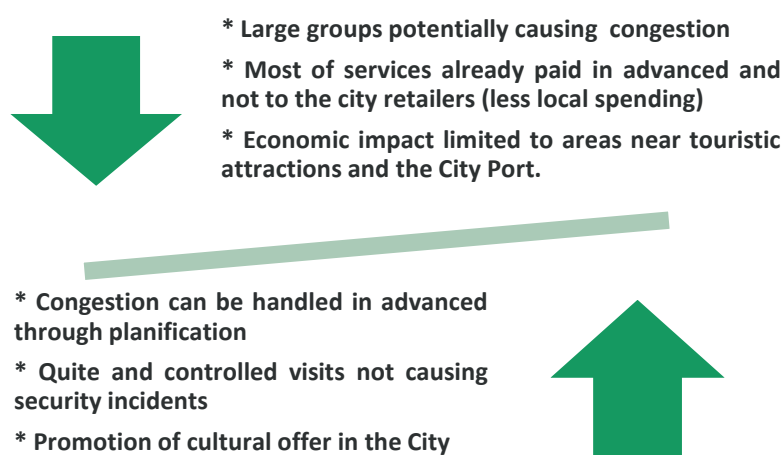 * Large groups potentially causing congestion
* Most of services already paid in advanced and
not to the city retailers (less local spending)
* Economic impact limited to areas near touristic
attractions and the City Port.
* Congestion can be handled in advanced
through planification
* Quite and controlled visits not causing
security incidents
* Promotion of cultural offer in the City